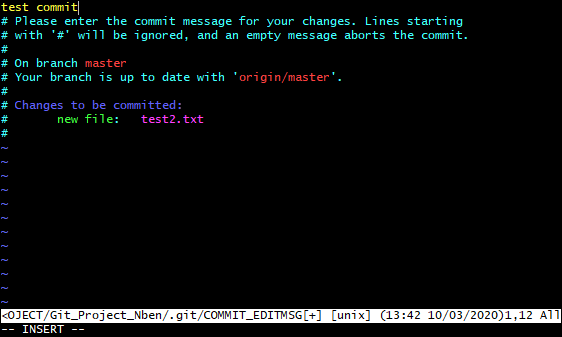 test commit
# Please enter the commit message for your changes. Lines starting
# with '#' will be ignored, and an empty message aborts the commit.
#
# On branch master
# Your branch is up to date with 'origin/master'.
#
# Changes to be committed:
#       new file:   test2.txt
#
~
~
~
~
~
~
~
~
~
~
~
<OJECT/Git_Project_Nben/.git/COMMIT_EDITMSG[+] [unix] (13:42 10/03/2020)1,12 All
-- INSERT --